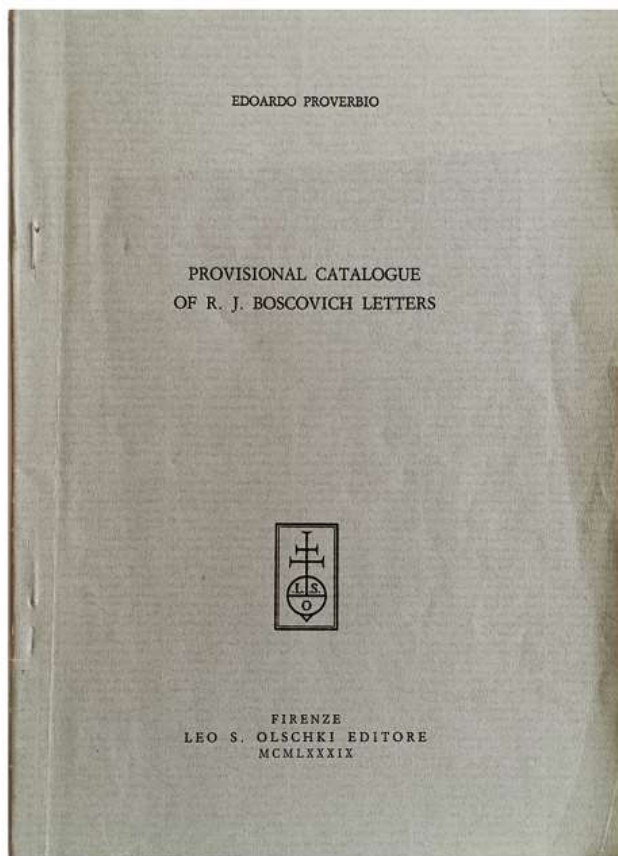 EDOARDO PROVERBIO
PROVISIONAL CATALOGUE
OF R. J. BOSCOVICH LETTERS
L. S.
O
FIRENZE
LEO S. OLSCHKI EDITORE
MCMLXXXIX